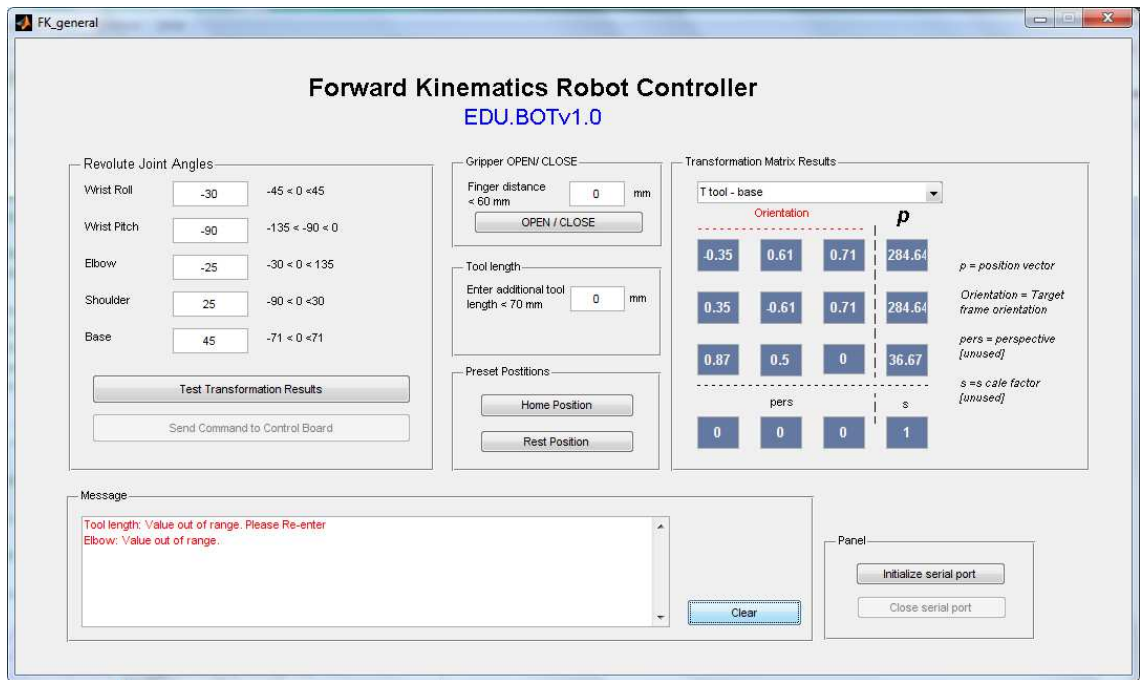 FK_general
Forward Kinematics Robot Controller
EDU.BOTv1.0
Revolute Joint Angles
Wrist Roll -30 -45 < 0 <45
Wrist Pitch -90 -135 < -90 < 0
Elbow -25 -30 < 0 < 135
Shoulder 25 -90 < 0 <30
Base 45 -71 < 0 <71
Test Transformation Results
Send Command to Control Board
Gripper OPEN/ CLOSE
Finger distance
< 60 mm 0 mm
OPEN / CLOSE
Tool length
Enter additional tool
length < 70 mm 0 mm
Preset Postitions
Home Position
Rest Position
Transformation Matrix Results
T tool - base
Orientation p
-0.35 0.61 0.71 284.64
0.35 -0.61 0.71 284.64
0.87 0.5 0 36.67
pers s
0 0 0 1
p = position vector
Orientation = Target
frame orientation
pers = perspective
[unused]
s =s cale factor
[unused]
Message
Tool length: Value out of range. Please Re-enter
Elbow: Value out of range.
Clear
Panel
Initialize serial port
Close serial port